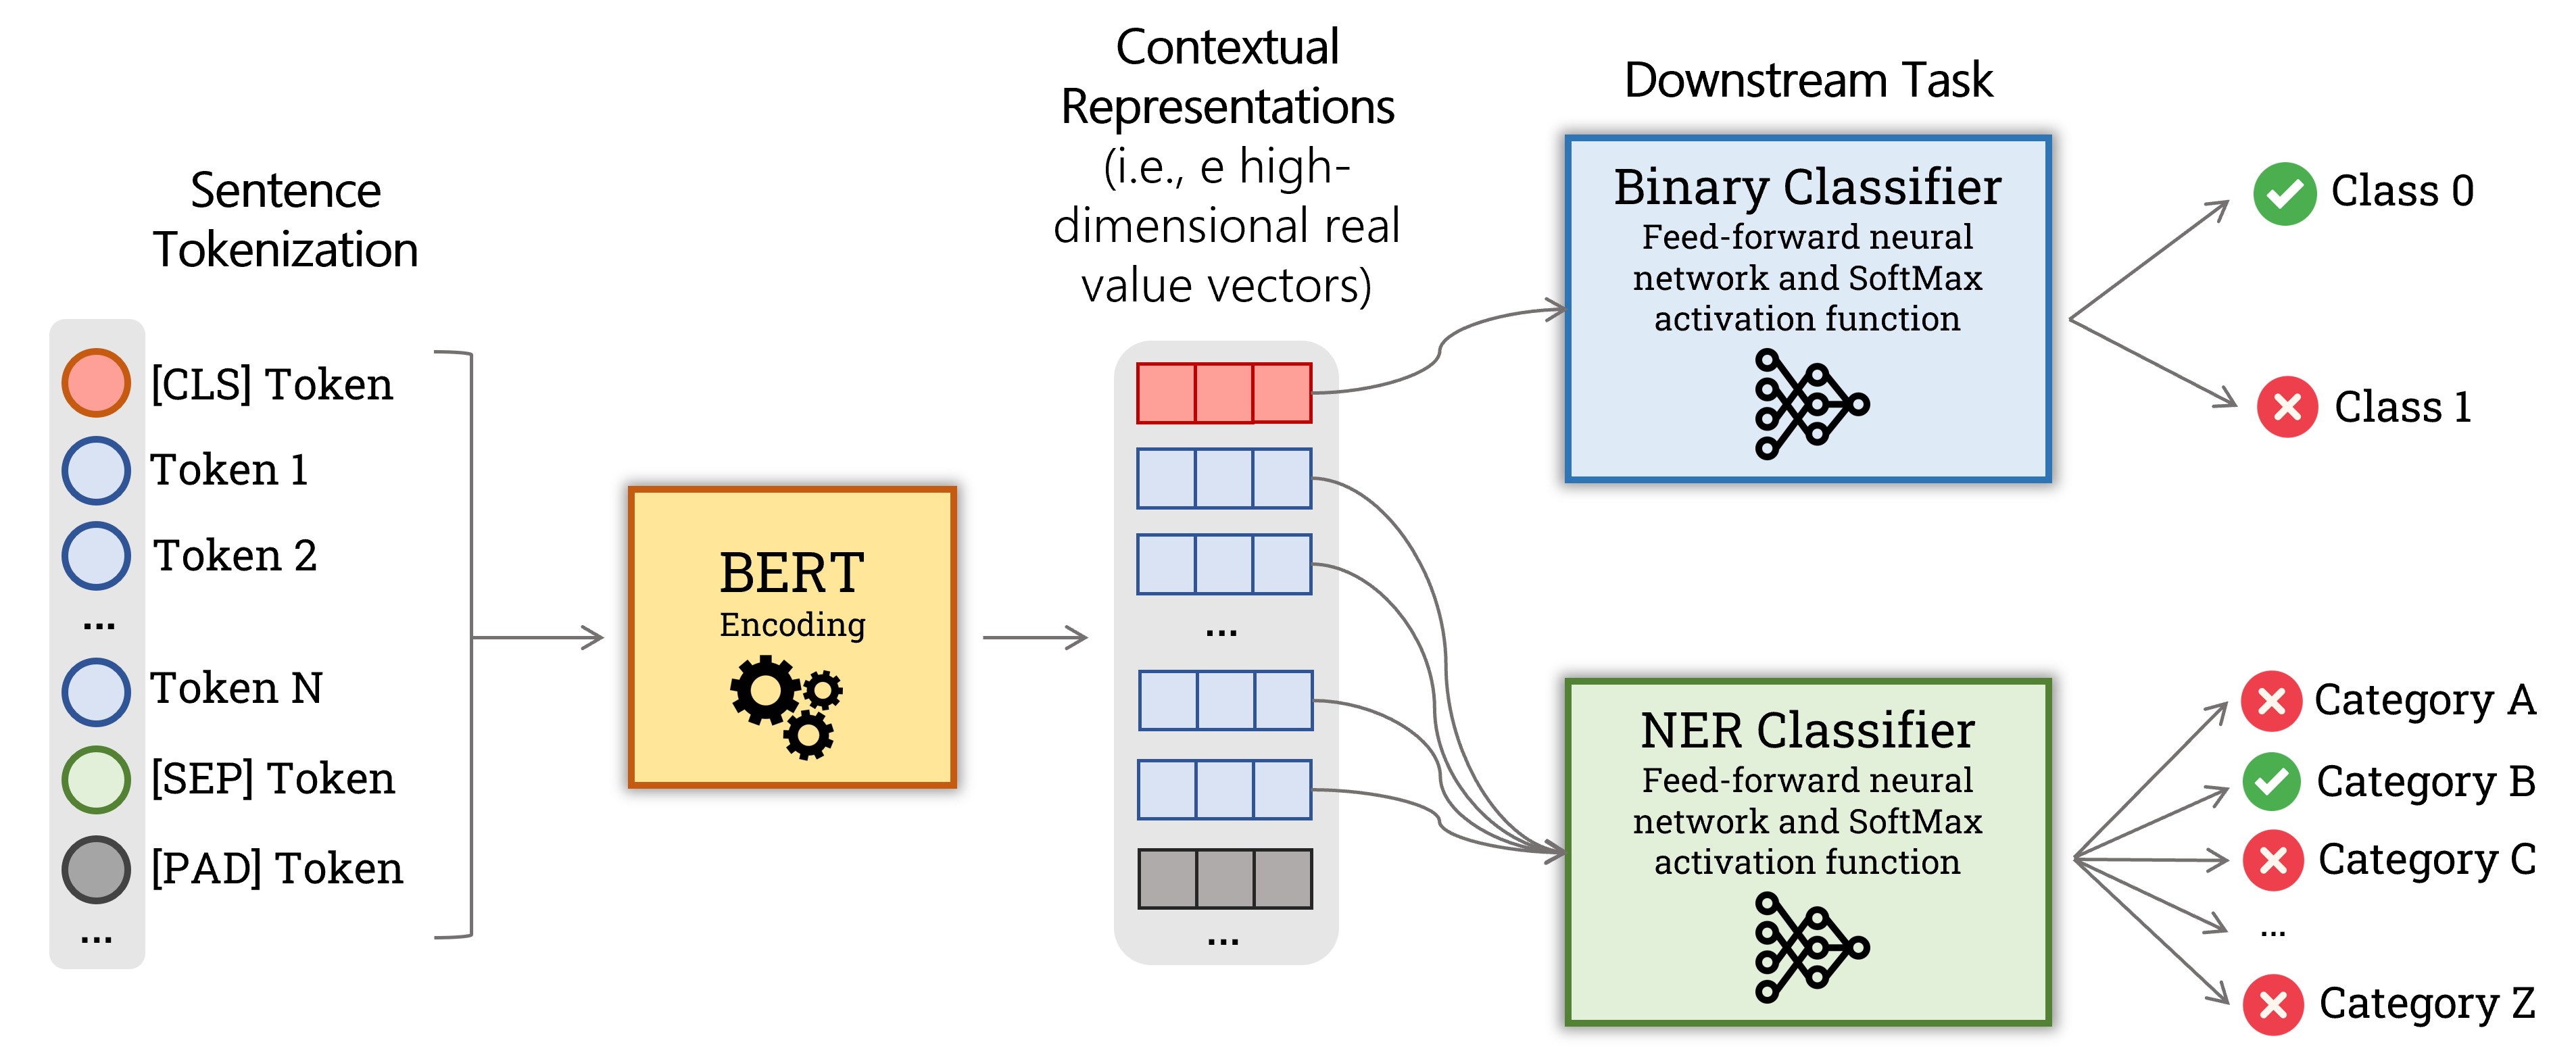 Sentence
Tokenization
[CLS] Token
Token 1
Token 2
...
Token N
[SEP] Token
[PAD] Token
...
BERT
Encoding
Contextual
Representations
(i.e., e high-
dimensional real
value vectors)
...
...
Downstream Task
Binary Classifier
Feed-forward neural
network and SoftMax
activation function
Class 0
Class 1
NER Classifier
Feed-forward neural
network and SoftMax
activation function
Category A
Category B
Category C
...
Category Z